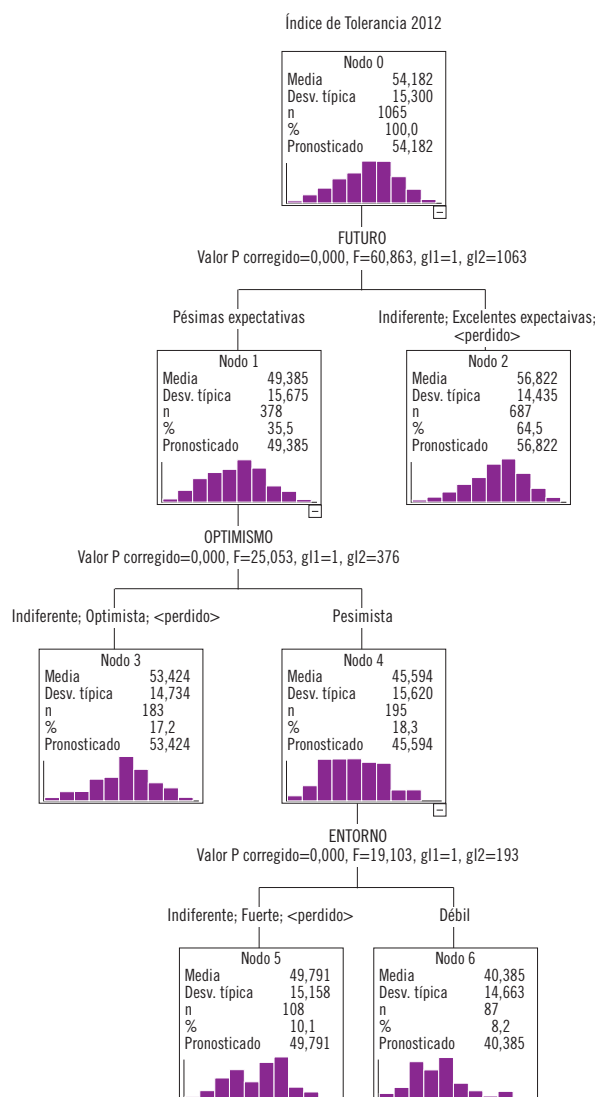 Índice de Tolerancia 2012
Nodo 0
Media 54,182
Desv. típica 15,300
n 1065
% 100,0
Pronosticado 54,182
FUTURO
Valor P corregido=0,000, F=60,863, gl1=1, gl2=1063
Pésimas expectativas
Indiferente; Excelentes expectaivas;
<perdido>
Nodo 1
Media 49,385
Desv. típica 15,675
n 378
% 35,5
Pronosticado 49,385
Nodo 2
Media 56,822
Desv. típica 14,435
n 687
% 64,5
Pronosticado 56,822
OPTIMISMO
Valor P corregido=0,000, F=25,053, gl1=1, gl2=376
Indiferente; Optimista; <perdido>
Pesimista
Nodo 3
Media 53,424
Desv. típica 14,734
n 183
% 17,2
Pronosticado 53,424
Nodo 4
Media 45,594
Desv. típica 15,620
n 195
% 18,3
Pronosticado 45,594
ENTORNO
Valor P corregido=0,000, F=19,103, gl1=1, gl2=193
Indiferente; Fuerte; <perdido>
Débil
Nodo 5
Media 49,791
Desv. típica 15,158
n 108
% 10,1
Pronosticado 49,791
Nodo 6
Media 40,385
Desv. típica 14,663
n 87
% 8,2
Pronosticado 40,385